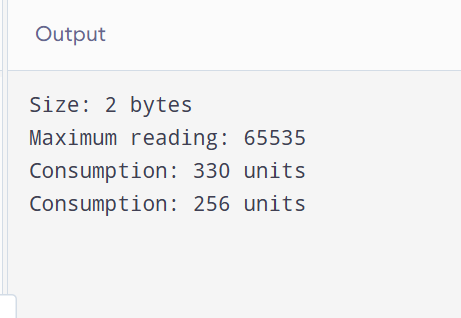 Output
Size: 2 bytes
Maximum reading: 65535
Consumption: 330 units
Consumption: 256 units